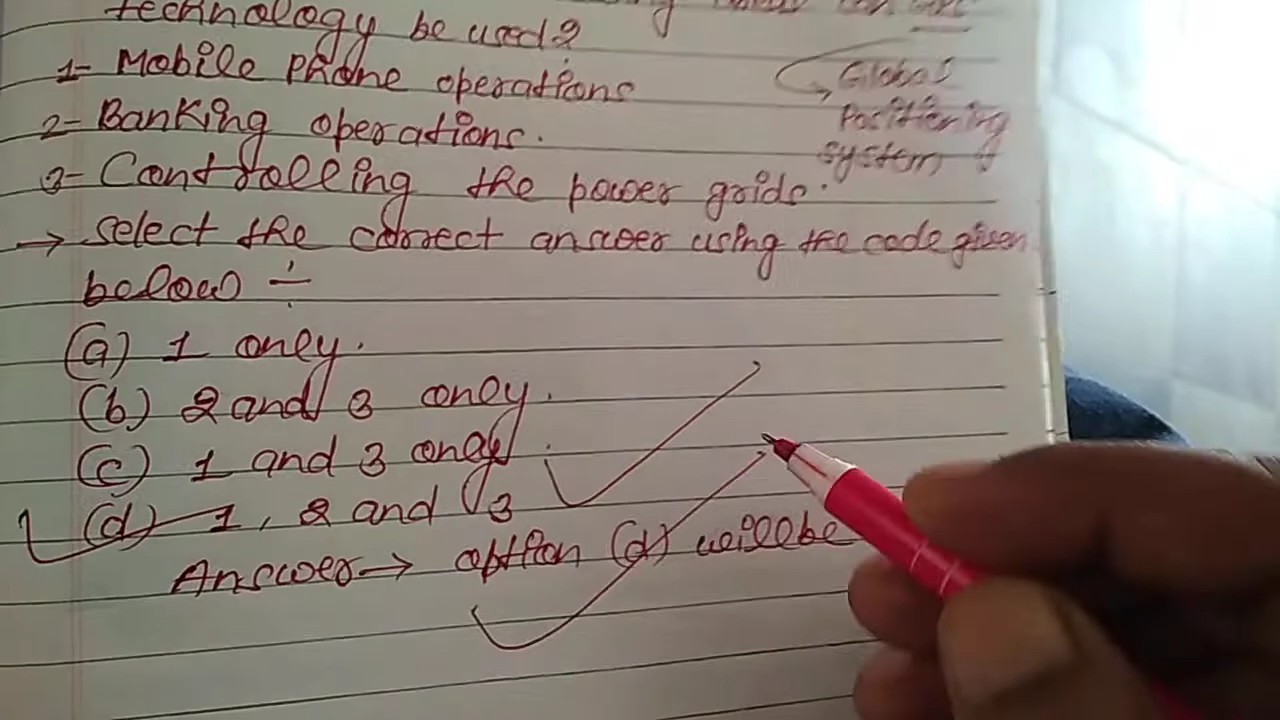 technology be used?
1- Mobile phone operations
2- Banking operations.
3- Controlling the power grids.
Global
Positioning
System
→ select the correct answer using the code given
below ÷
(a) 1 only.
(b) 2 and 3 only.
(c) 1 and 3 only.
(d) 1, 2 and 3
Answer → option (d) will be